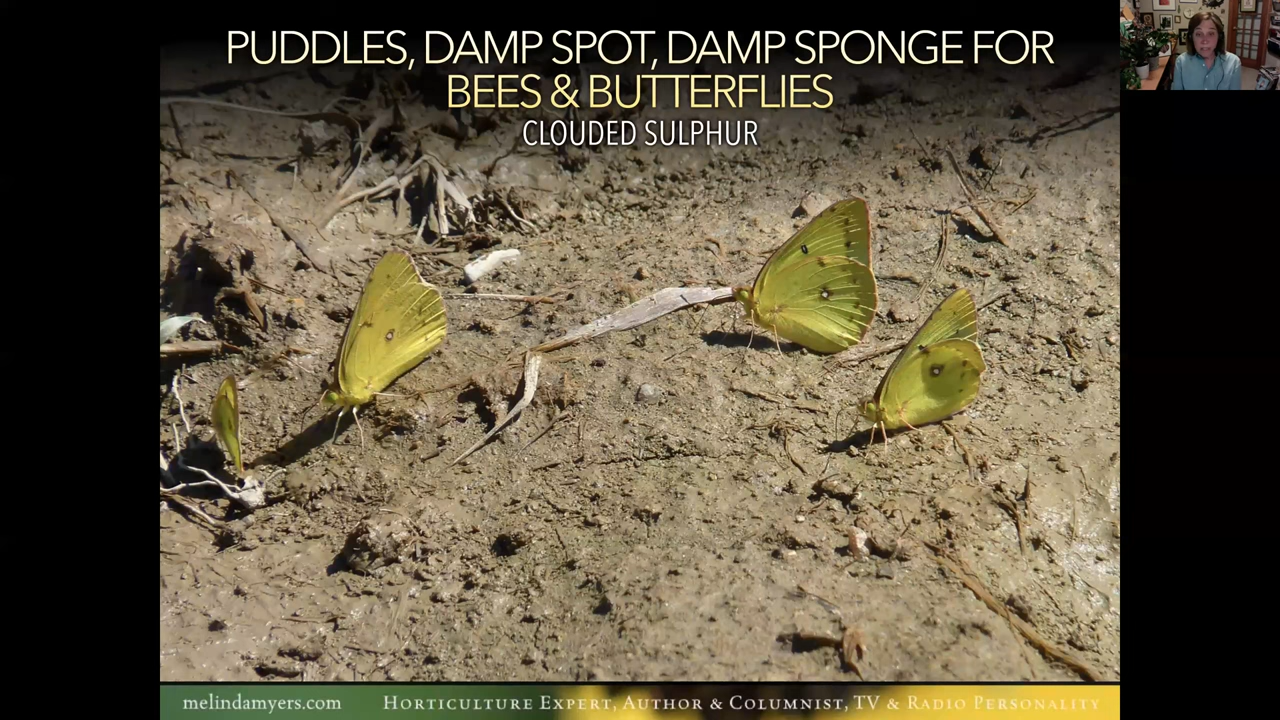 PUDDLES, DAMP SPOT, DAMP SPONGE FOR
BEES & BUTTERFLIES
CLOUDED SULPHUR
melindamyers.com HORTICULTURE EXPERT, AUTHOR & COLUMNIST, TV & RADIO PERSONALITY